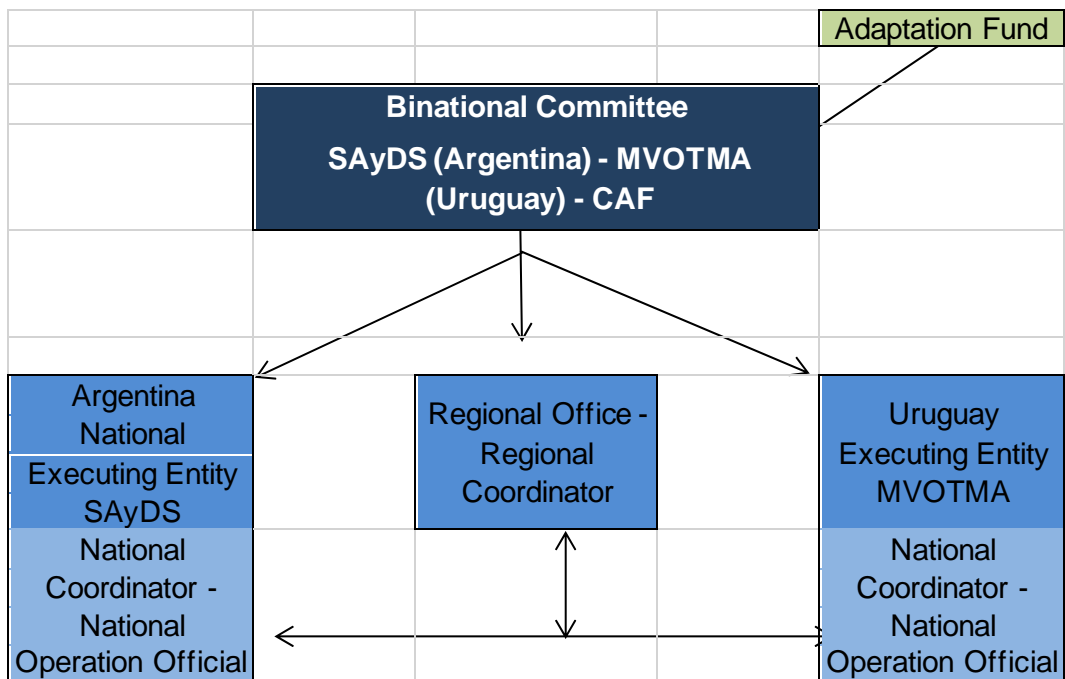 Adaptation Fund
Binational Committee
SAyDS (Argentina) - MVOTMA
(Uruguay) - CAF
Argentina
National
Executing Entity
SAyDS
National
Coordinator -
National
Operation Official
Regional Office -
Regional
Coordinator
Uruguay
Executing Entity
MVOTMA
National
Coordinator -
National
Operation Official